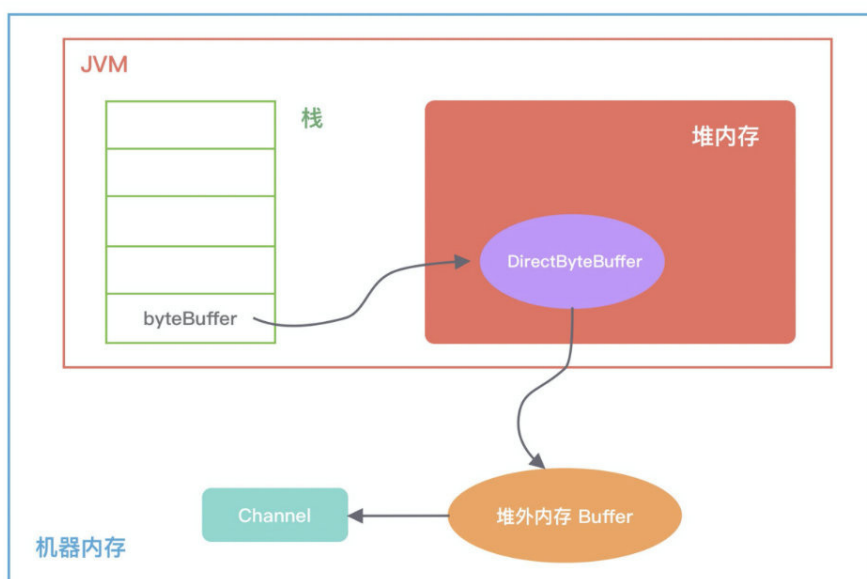 JVM
栈
堆内存
DirectByteBuffer
byteBuffer
Channel
堆外内存 Buffer
机器内存